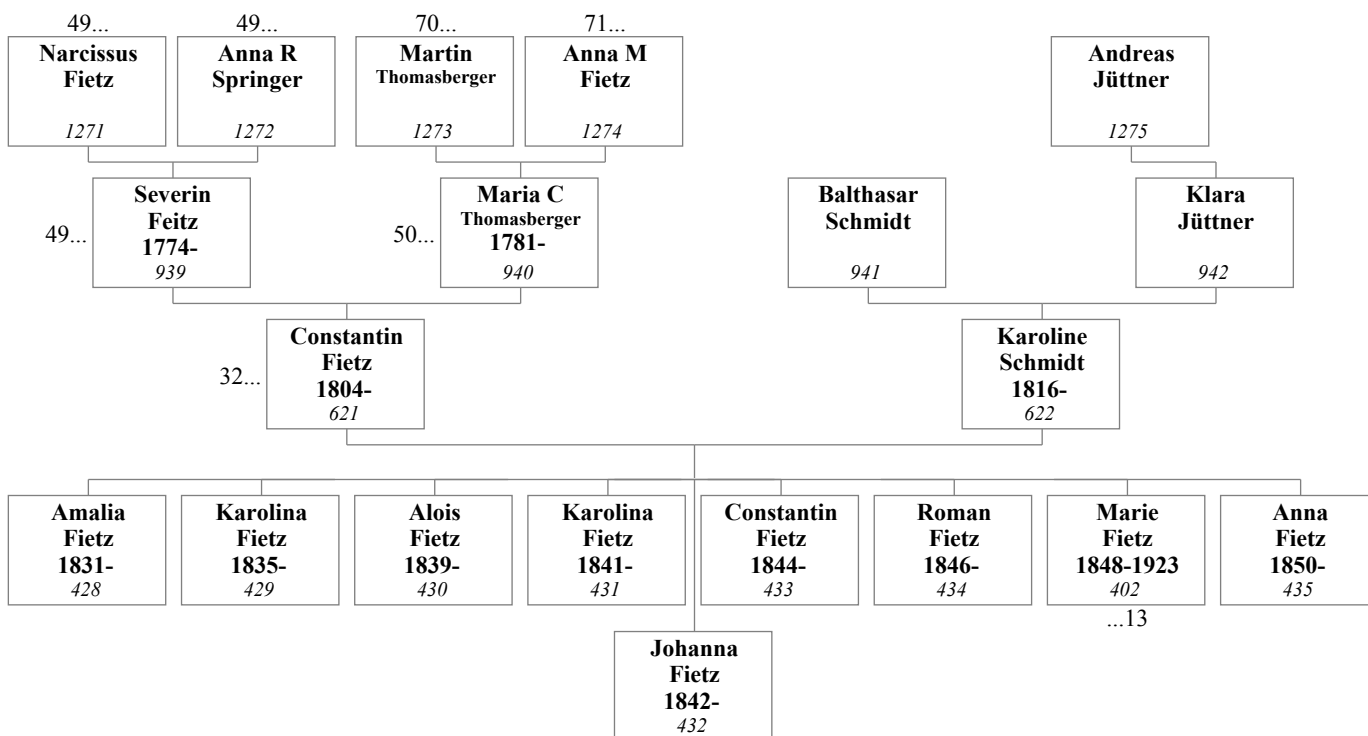 49...
49...
70...
71...
Narcissus
Fietz
1271
Anna R
Springer
1272
Martin
Thomasberger
1273
Anna M
Fietz
1274
Andreas
Jüttner
1275
49...
Severin
Feitz
1774-
939
50...
Maria C
Thomasberger
1781-
940
Balthasar
Schmidt
941
Klara
Jüttner
942
32...
Constantin
Fietz
1804-
621
Karoline
Schmidt
1816-
622
Amalia
Fietz
1831-
428
Karolina
Fietz
1835-
429
Alois
Fietz
1839-
430
Karolina
Fietz
1841-
431
Constantin
Fietz
1844-
433
Roman
Fietz
1846-
434
Marie
Fietz
1848-1923
402
...13
Anna
Fietz
1850-
435
Johanna
Fietz
1842-
432